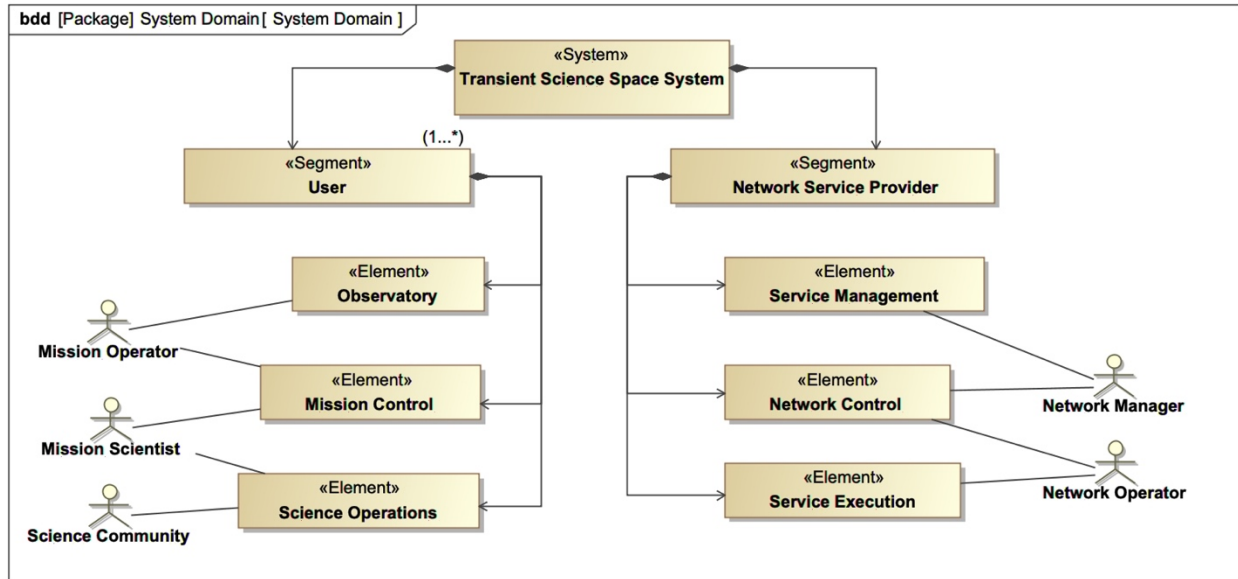 bdd [Package] System Domain[ System Domain ]
«System»
Transient Science Space System
(1...*)
«Segment»
User
«Segment»
Network Service Provider
«Element»
Observatory
«Element»
Service Management
Mission Operator
«Element»
Mission Control
«Element»
Network Control
Network Manager
Mission Scientist
«Element»
Science Operations
«Element»
Service Execution
Network Operator
Science Community